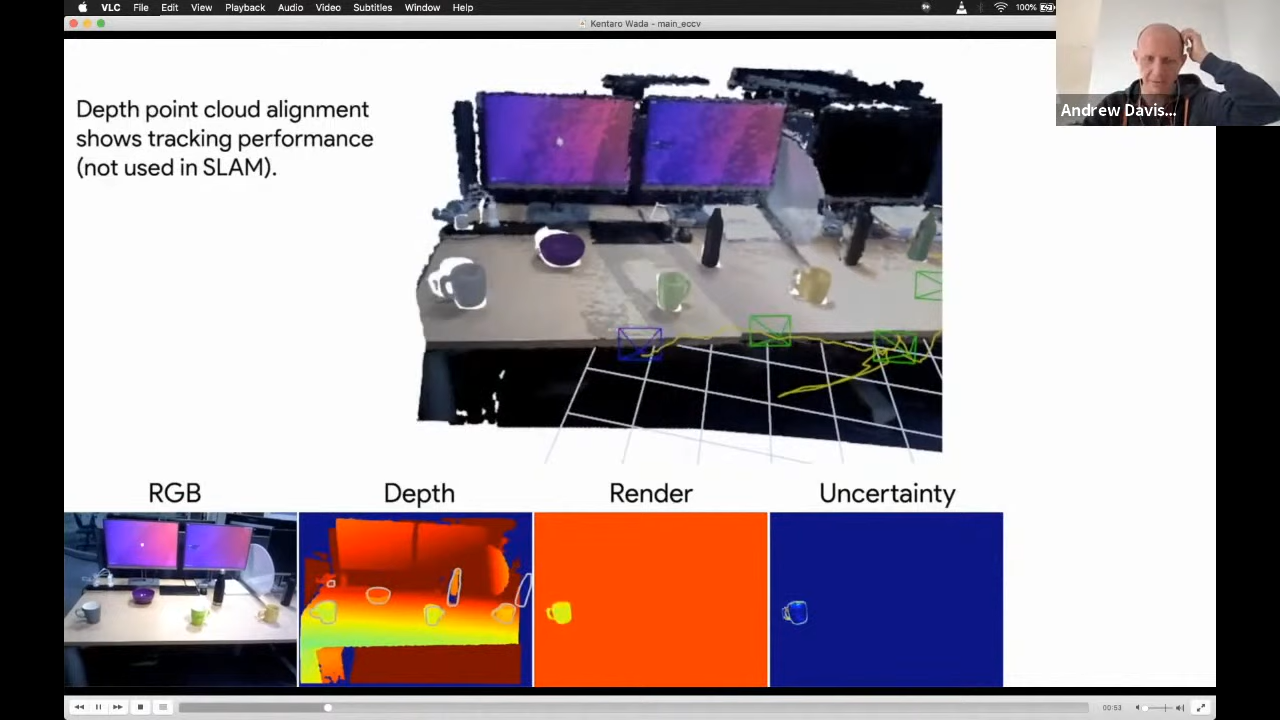 VLC File Edit View Playback Audio Video Subtitles Window Help
100%
Kentaro Wada - main_eccv
Andrew Davis...
Depth point cloud alignment
shows tracking performance
(not used in SLAM).
RGB Depth Render Uncertainty
00:53